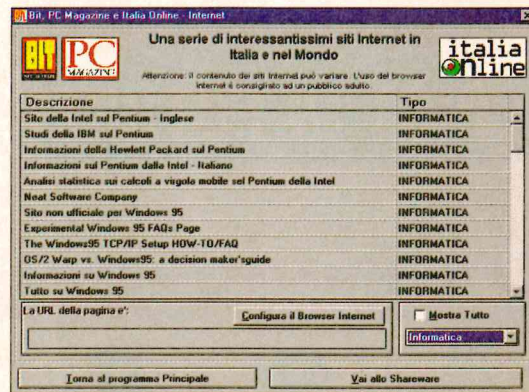 Bit, PC Magazine e Italia Online - Internet
BIT
PC
MAGAZINE
Una serie di interessantissimi siti Internet in
Italia e nel Mondo
Attenzione: il contenuto dei siti Internet può variare. L'uso del browser
internet è consigliato ad un pubblico adulto.
italia
Online
Descrizione Tipo
Sito della Intel sul Pentium - Inglese INFORMATICA
Studi della IBM sul Pentium INFORMATICA
Informazioni della Hewlett Packard sul Pentium INFORMATICA
Informazioni sul Pentium dalla Intel - Italiano INFORMATICA
Analisi statistica sui calcoli a virgola mobile sel Pentium della Intel INFORMATICA
Neat Software Company INFORMATICA
Sito non ufficiale per Windows 95 INFORMATICA
Experimental Windows 95 FAQs Page INFORMATICA
The Windows95 TCP/IP Setup HOW-TO/FAQ INFORMATICA
OS/2 Warp vs. Windows95: a decision maker'sguide INFORMATICA
Informazioni su Windows 95 INFORMATICA
Tutto su Windows 95 INFORMATICA
La URL della pagina e':
Configura il Browser Internet
Mostra Tutto
Informatica
Torna al programma Principale
Vai allo Shareware